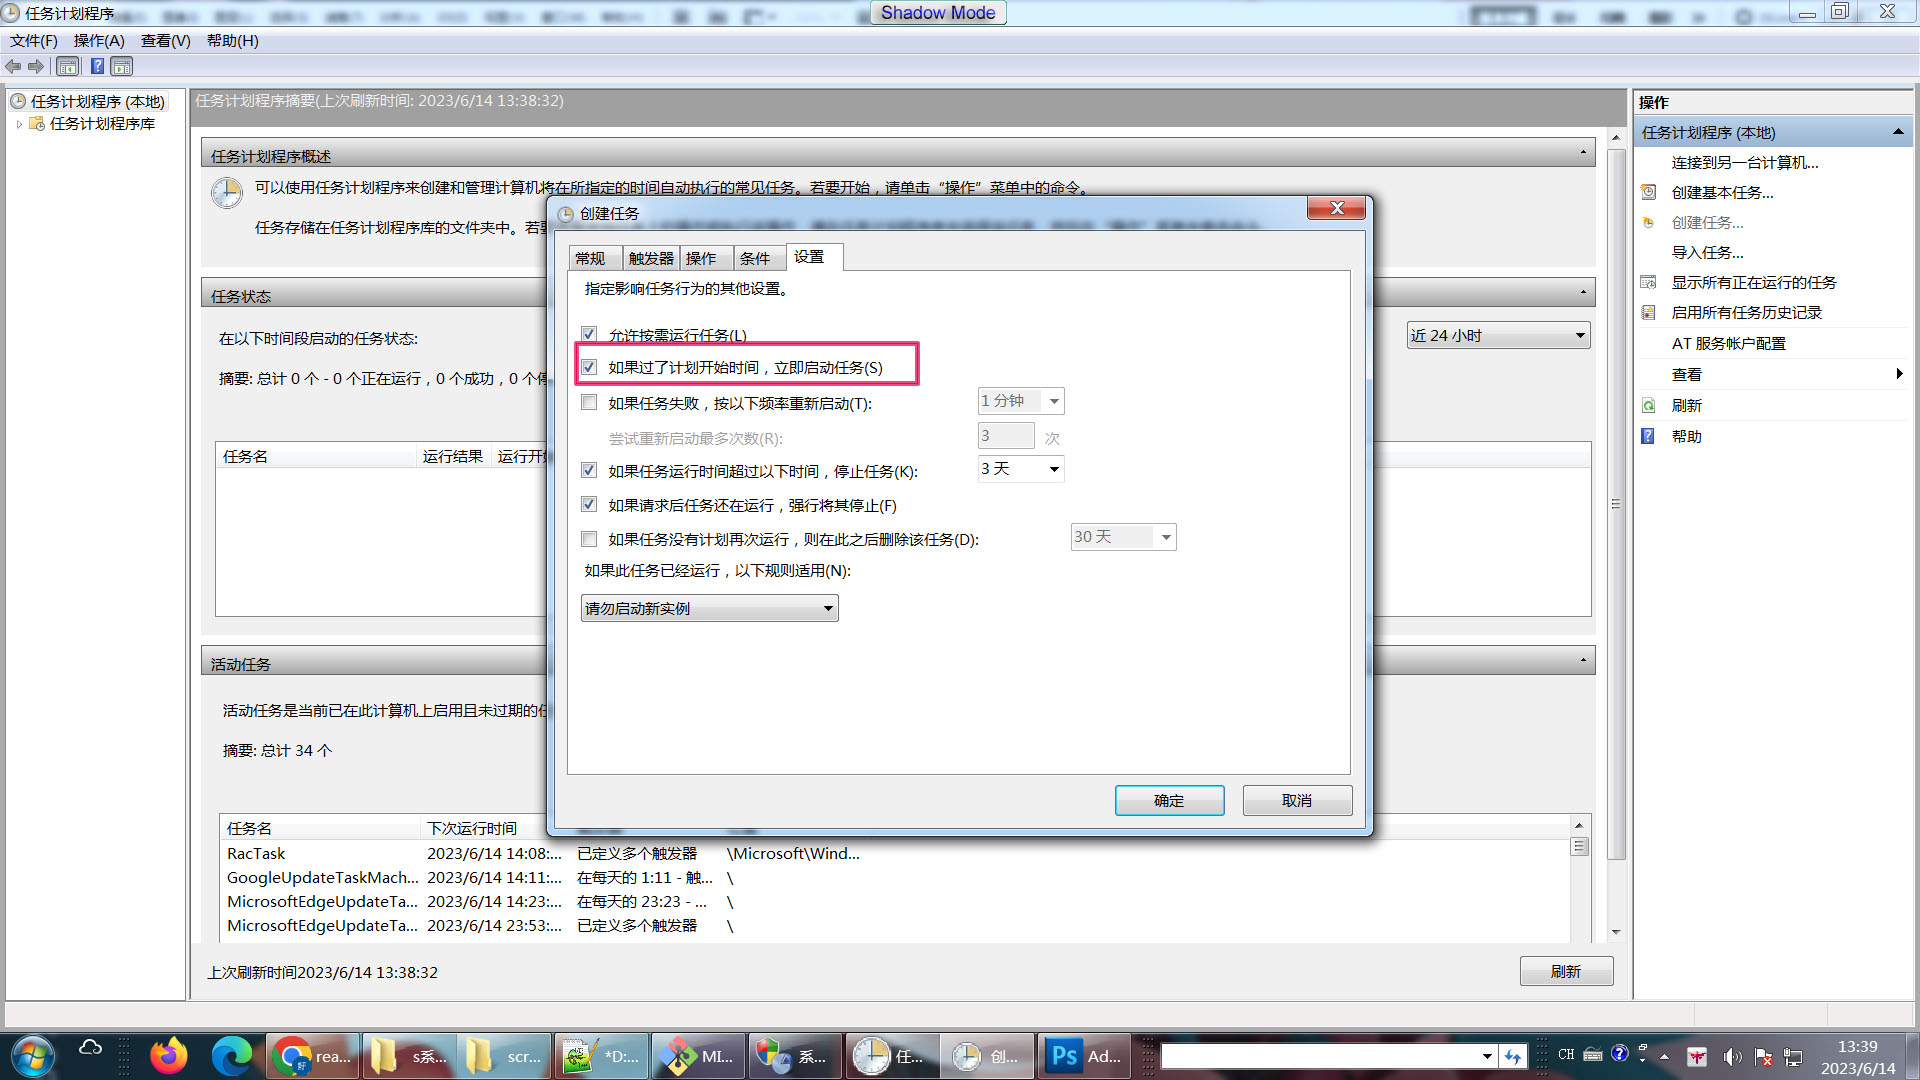 任务计划程序
Shadow Mode
文件(F) 操作(A) 查看(V) 帮助(H)
任务计划程序 (本地)
任务计划程序库
任务计划程序摘要(上次刷新时间: 2023/6/14 13:38:32)
任务计划程序概述
可以使用任务计划程序来创建和管理计算机将在所指定的时间自动执行的常见任务。若要开始，请单击“操作”菜单中的命令。
任务存储在任务计划程序库的文件夹中。若
任务状态
在以下时间段启动的任务状态:
近 24 小时
摘要: 总计 0 个 - 0 个正在运行，0 个成功，0 个
任务名 运行结果 运行开
活动任务
活动任务是当前已在此计算机上启用且未过期的
摘要: 总计 34 个
任务名 下次运行时间
RacTask 2023/6/14 14:08:... 已定义多个触发器 \Microsoft\Wind...
GoogleUpdateTaskMach... 2023/6/14 14:11:... 在每天的 1:11 - 触... \
MicrosoftEdgeUpdateTa... 2023/6/14 14:23:... 在每天的 23:23 - ... \
MicrosoftEdgeUpdateTa... 2023/6/14 23:53:... 已定义多个触发器 \
上次刷新时间2023/6/14 13:38:32
刷新
创建任务
常规 触发器 操作 条件 设置
指定影响任务行为的其他设置。
允许按需运行任务(L)
如果过了计划开始时间，立即启动任务(S)
如果任务失败，按以下频率重新启动(T): 1 分钟
尝试重新启动最多次数(R): 3 次
如果任务运行时间超过以下时间，停止任务(K): 3 天
如果请求后任务还在运行，强行将其停止(F)
如果任务没有计划再次运行，则在此之后删除该任务(D): 30 天
如果此任务已经运行，以下规则适用(N):
请勿启动新实例
确定 取消
操作
任务计划程序 (本地)
连接到另一台计算机...
创建基本任务...
创建任务...
导入任务...
显示所有正在运行的任务
启用所有任务历史记录
AT 服务帐户配置
查看
刷新
帮助
rea... s系... scr... *D:... MI... 系... 任... 创... Ps Ad... CH
13:39
2023/6/14